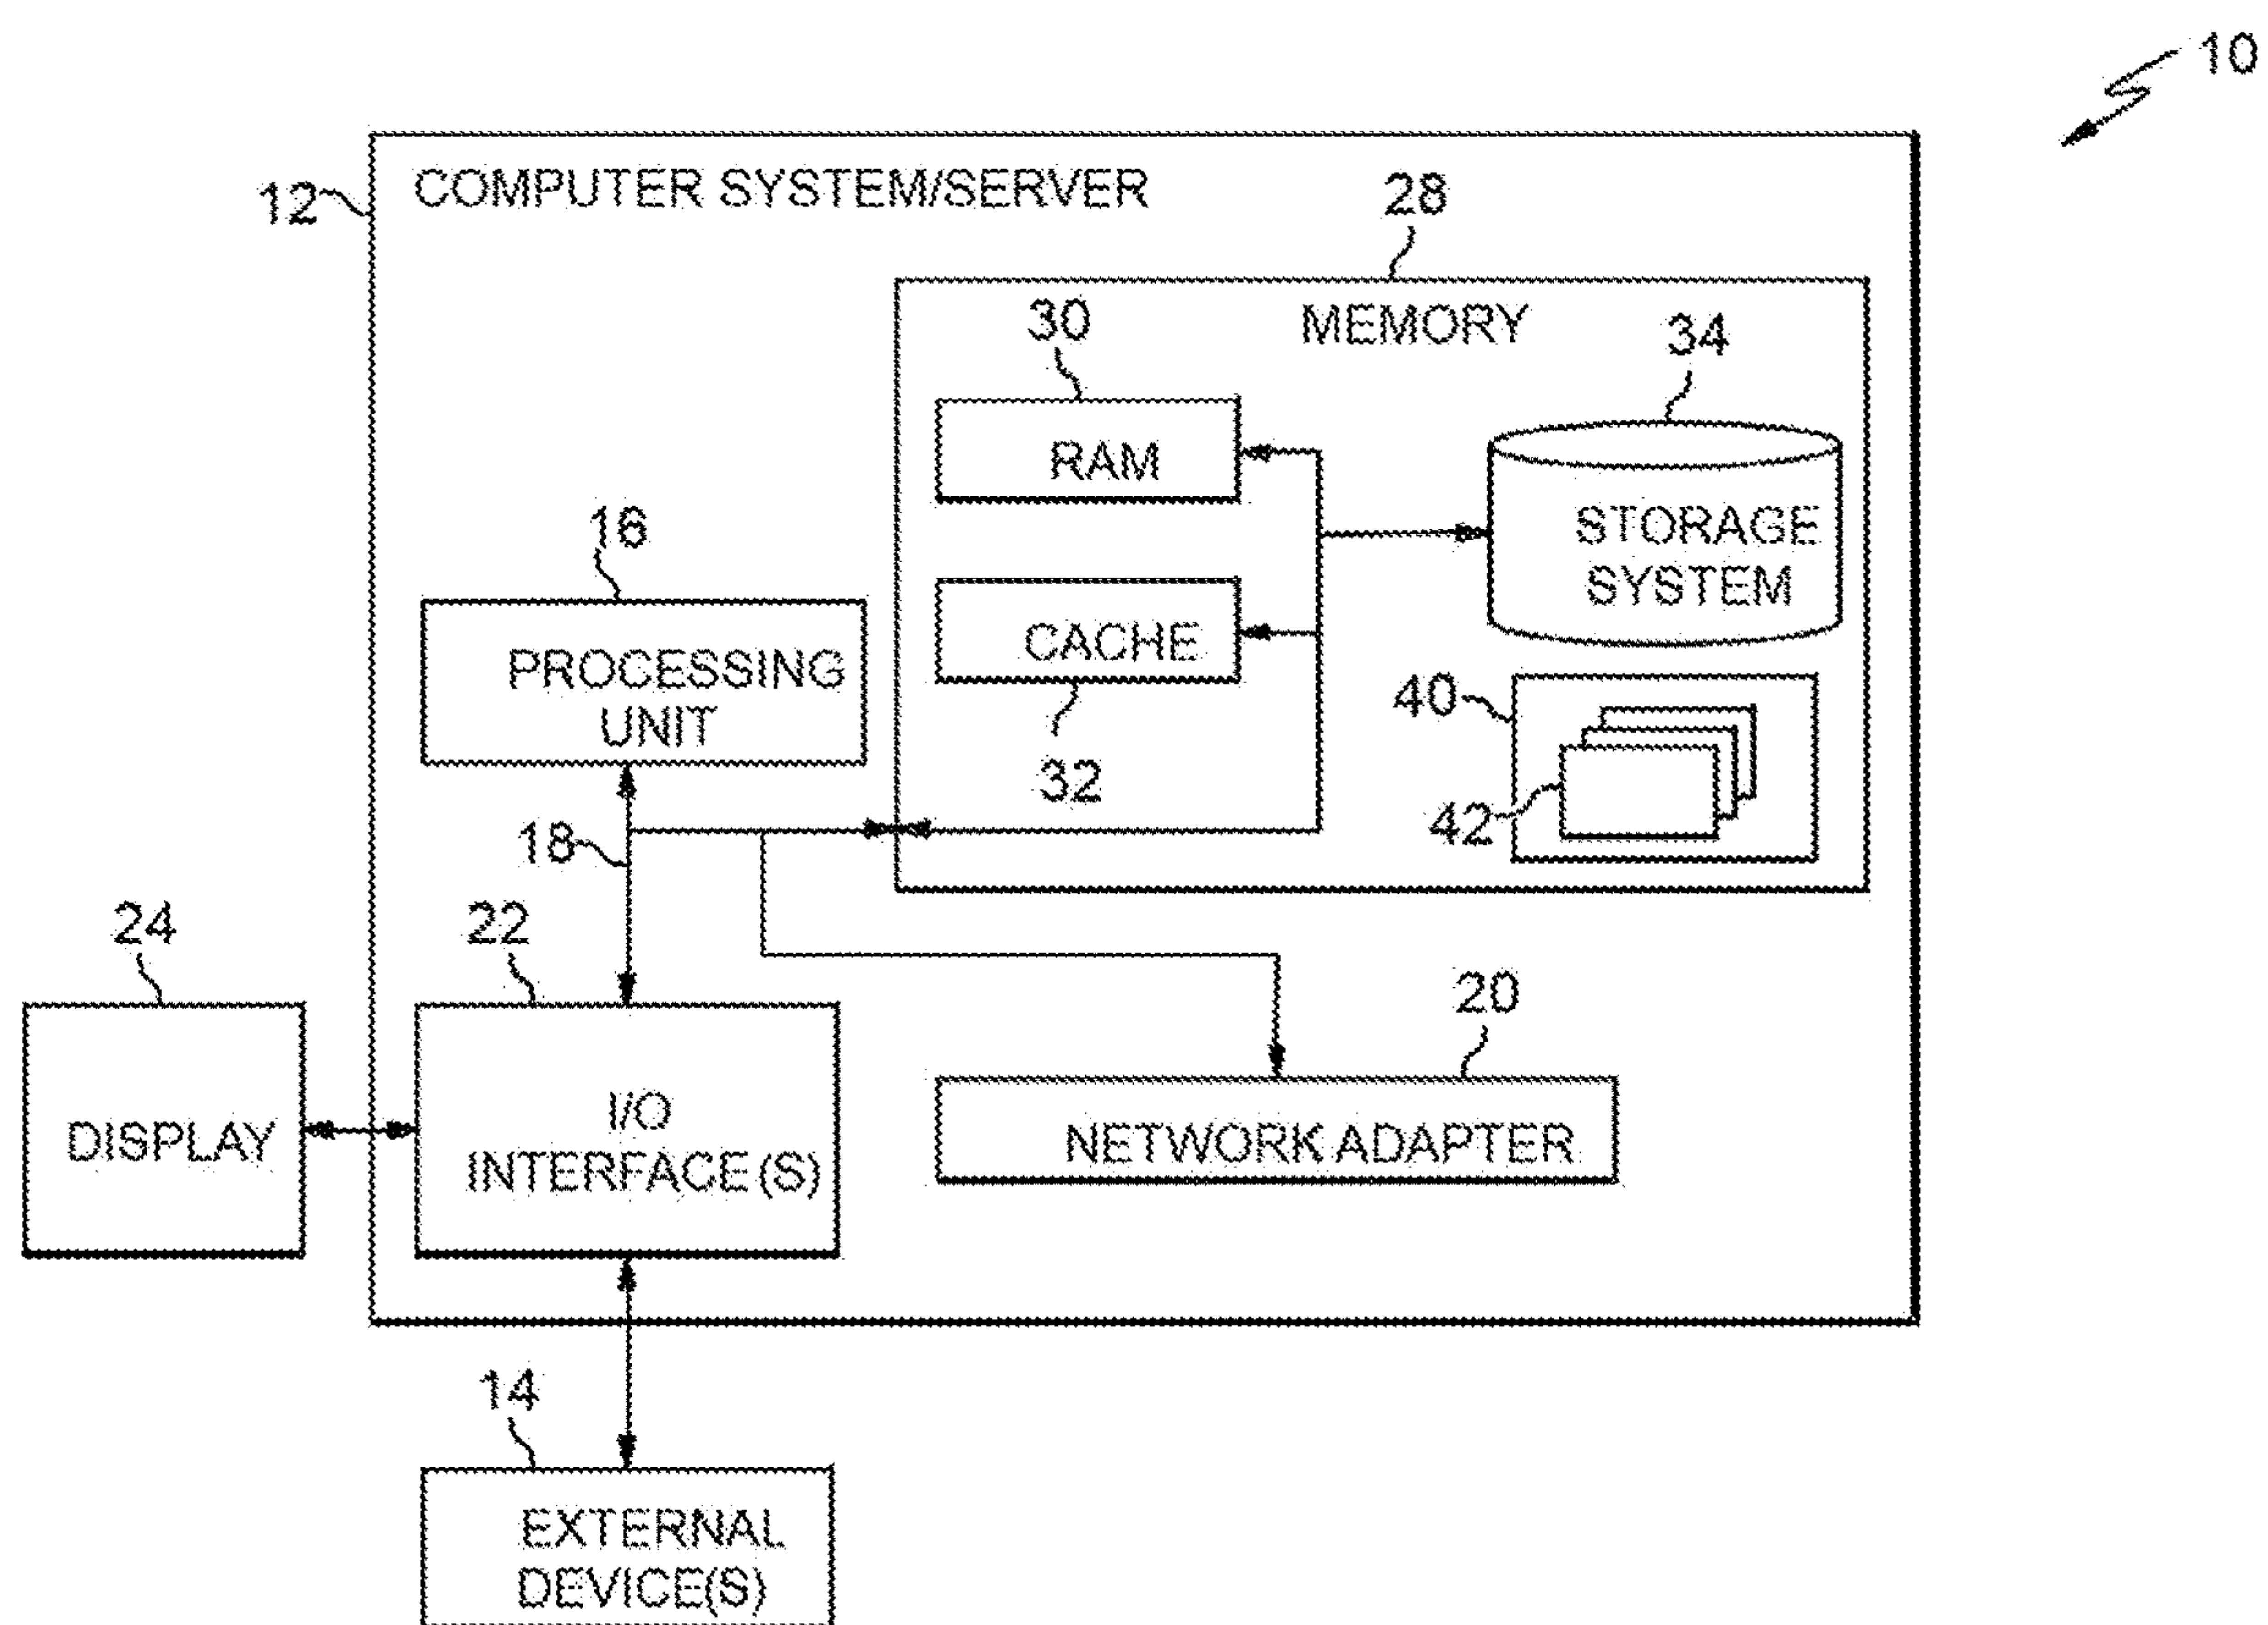 10
12
COMPUTER SYSTEM/SERVER
28
MEMORY
30
34
RAM
STORAGE
SYSTEM
16
PROCESSING
UNIT
CACHE
32
40
42
18
24
22
20
DISPLAY
I/O
INTERFACE(S)
NETWORK ADAPTER
14
EXTERNAL
DEVICE(S)